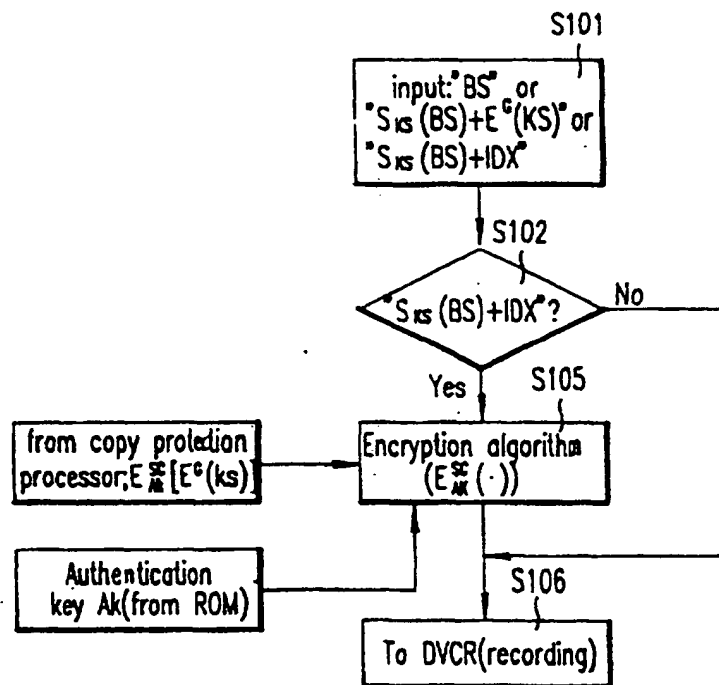 S101
input:"BS" or
"S_KS (BS)+E^G(KS)" or
"S_KS (BS)+IDX"
S102
"S_KS (BS)+IDX"?
No
Yes
S105
from copy protection
processor;E^SC_AK [E^G(ks)]
Encryption algorithm
(E^SC_AK (·))
Authentication
key Ak(from ROM)
S106
To DVCR(recording)